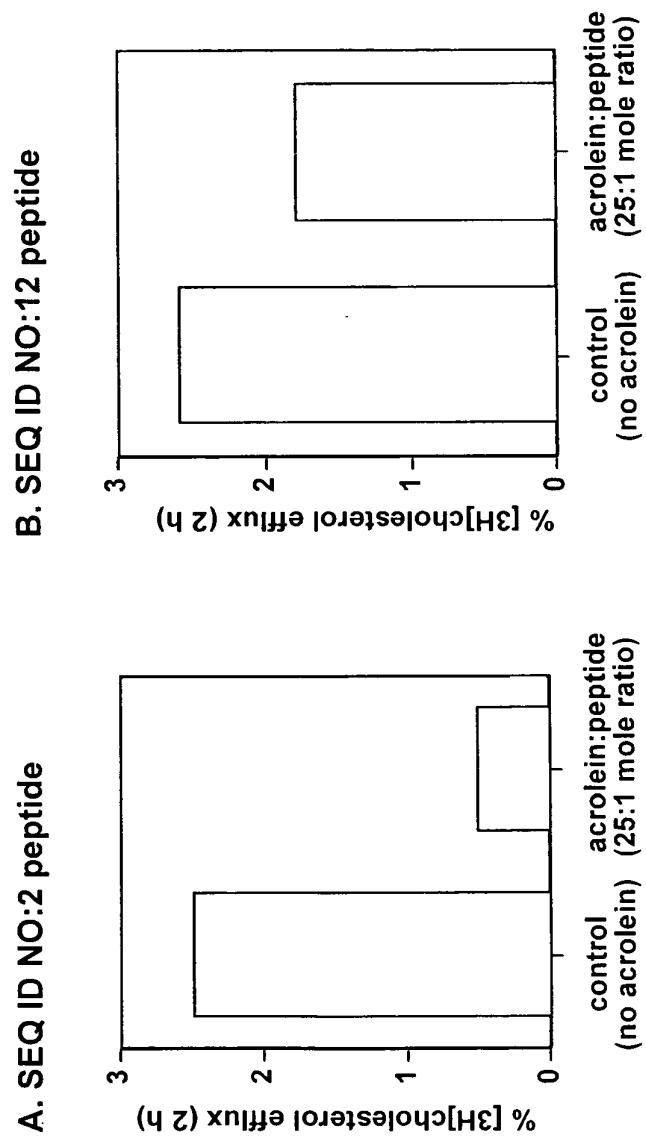 A. SEQ ID NO:2 peptide
% [3H]cholesterol efflux (2 h)
3
2
1
0
control
(no acrolein)
acrolein:peptide
(25:1 mole ratio)
B. SEQ ID NO:12 peptide
% [3H]cholesterol efflux (2 h)
3
2
1
0
control
(no acrolein)
acrolein:peptide
(25:1 mole ratio)